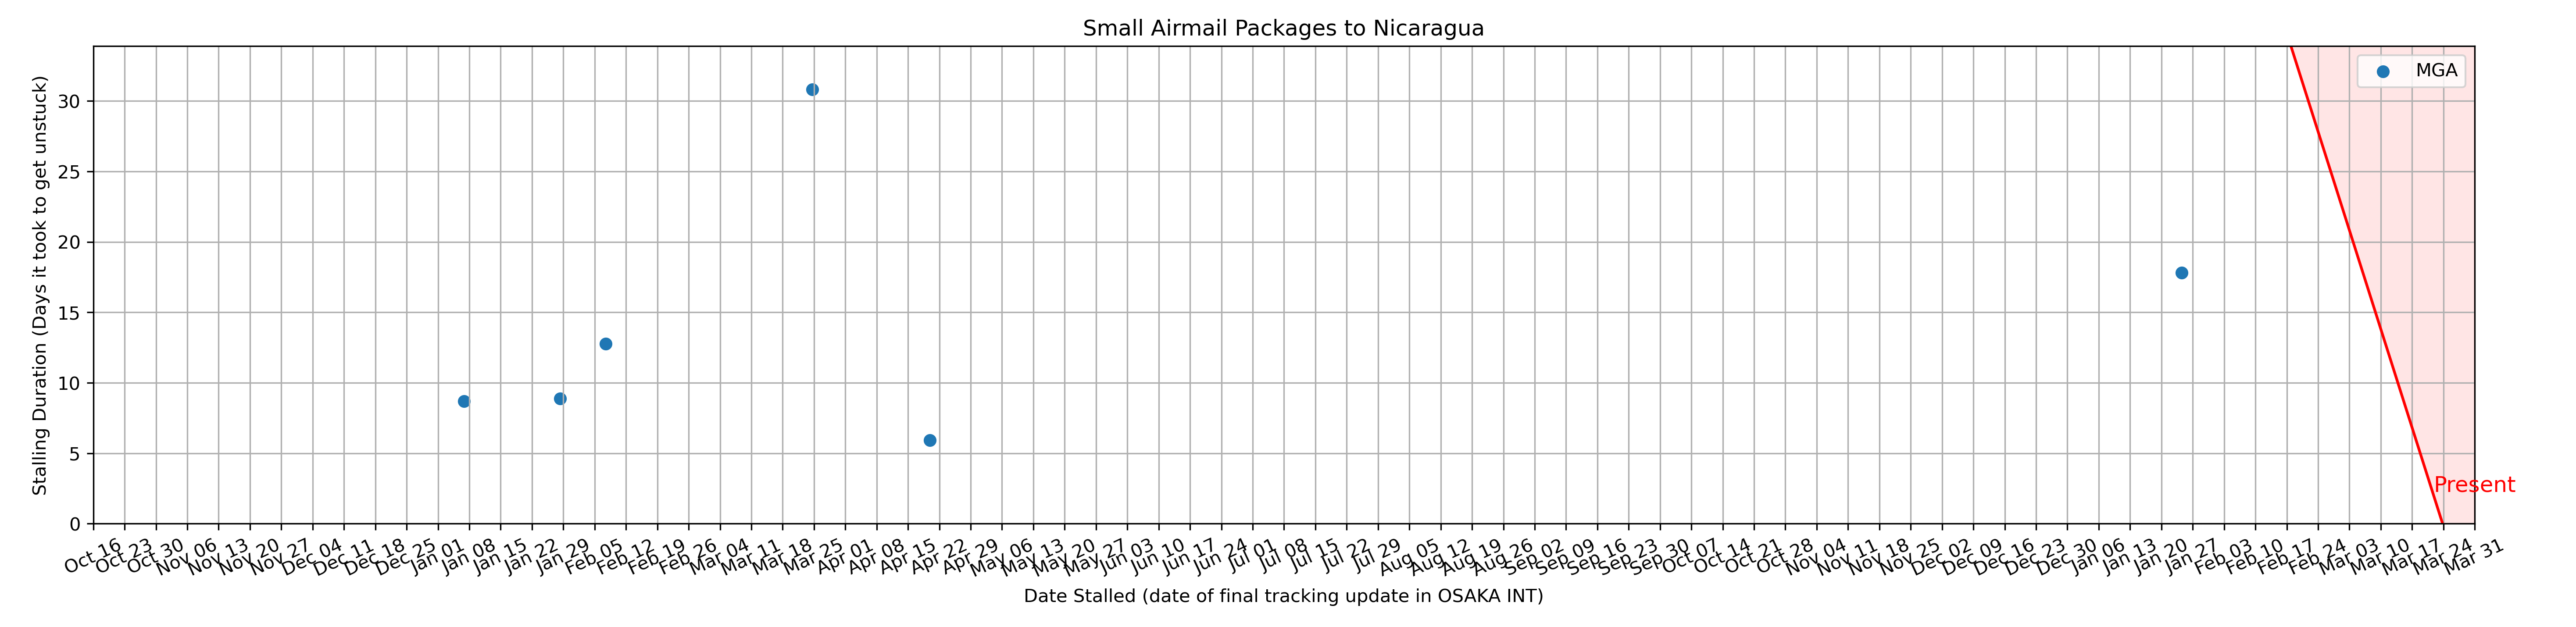 Small Airmail Packages to Nicaragua
MGA
Stalling Duration (Days it took to get unstuck)
30
25
20
15
10
5
0
Present
Oct 16
Oct 23
Oct 30
Nov 06
Nov 13
Nov 20
Nov 27
Dec 04
Dec 11
Dec 18
Dec 25
Jan 01
Jan 08
Jan 15
Jan 22
Jan 29
Feb 05
Feb 12
Feb 19
Feb 26
Mar 04
Mar 11
Mar 18
Mar 25
Apr 01
Apr 08
Apr 15
Apr 22
Apr 29
May 06
May 13
May 20
May 27
Jun 03
Jun 10
Jun 17
Jun 24
Jul 01
Jul 08
Jul 15
Jul 22
Jul 29
Aug 05
Aug 12
Aug 19
Aug 26
Sep 02
Sep 09
Sep 16
Sep 23
Sep 30
Oct 07
Oct 14
Oct 21
Oct 28
Nov 04
Nov 11
Nov 18
Nov 25
Dec 02
Dec 09
Dec 16
Dec 23
Dec 30
Jan 06
Jan 13
Jan 20
Jan 27
Feb 03
Feb 10
Feb 17
Feb 24
Mar 03
Mar 10
Mar 17
Mar 24
Mar 31
Date Stalled (date of final tracking update in OSAKA INT)